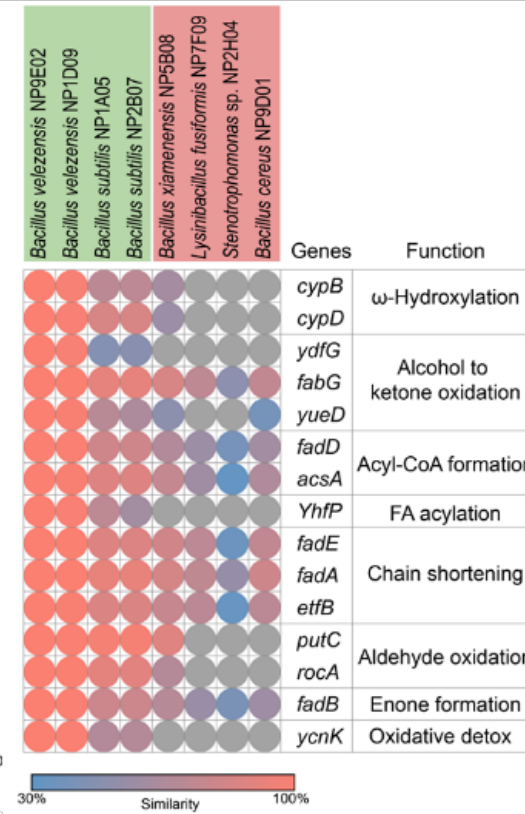 Bacillus velezensis NP9E02
Bacillus velezensis NP1D09
Bacillus subtilis NP1A05
Bacillus subtilis NP2B07
Bacillus xiamenensis NP5B08
Lysinibacillus fusiformis NP7F09
Stenotrophomonas sp. NP2H04
Bacillus cereus NP9D01
Genes Function
cypB
ω-Hydroxylation
cypD
ydfG
Alcohol to
fabG
ketone oxidation
yueD
fadD
Acyl-CoA formation
acsA
YhfP FA acylation
fadE
fadA Chain shortening
etfB
putC
Aldehyde oxidation
rocA
fadB Enone formation
ycnK Oxidative detox
30% 100%
Similarity